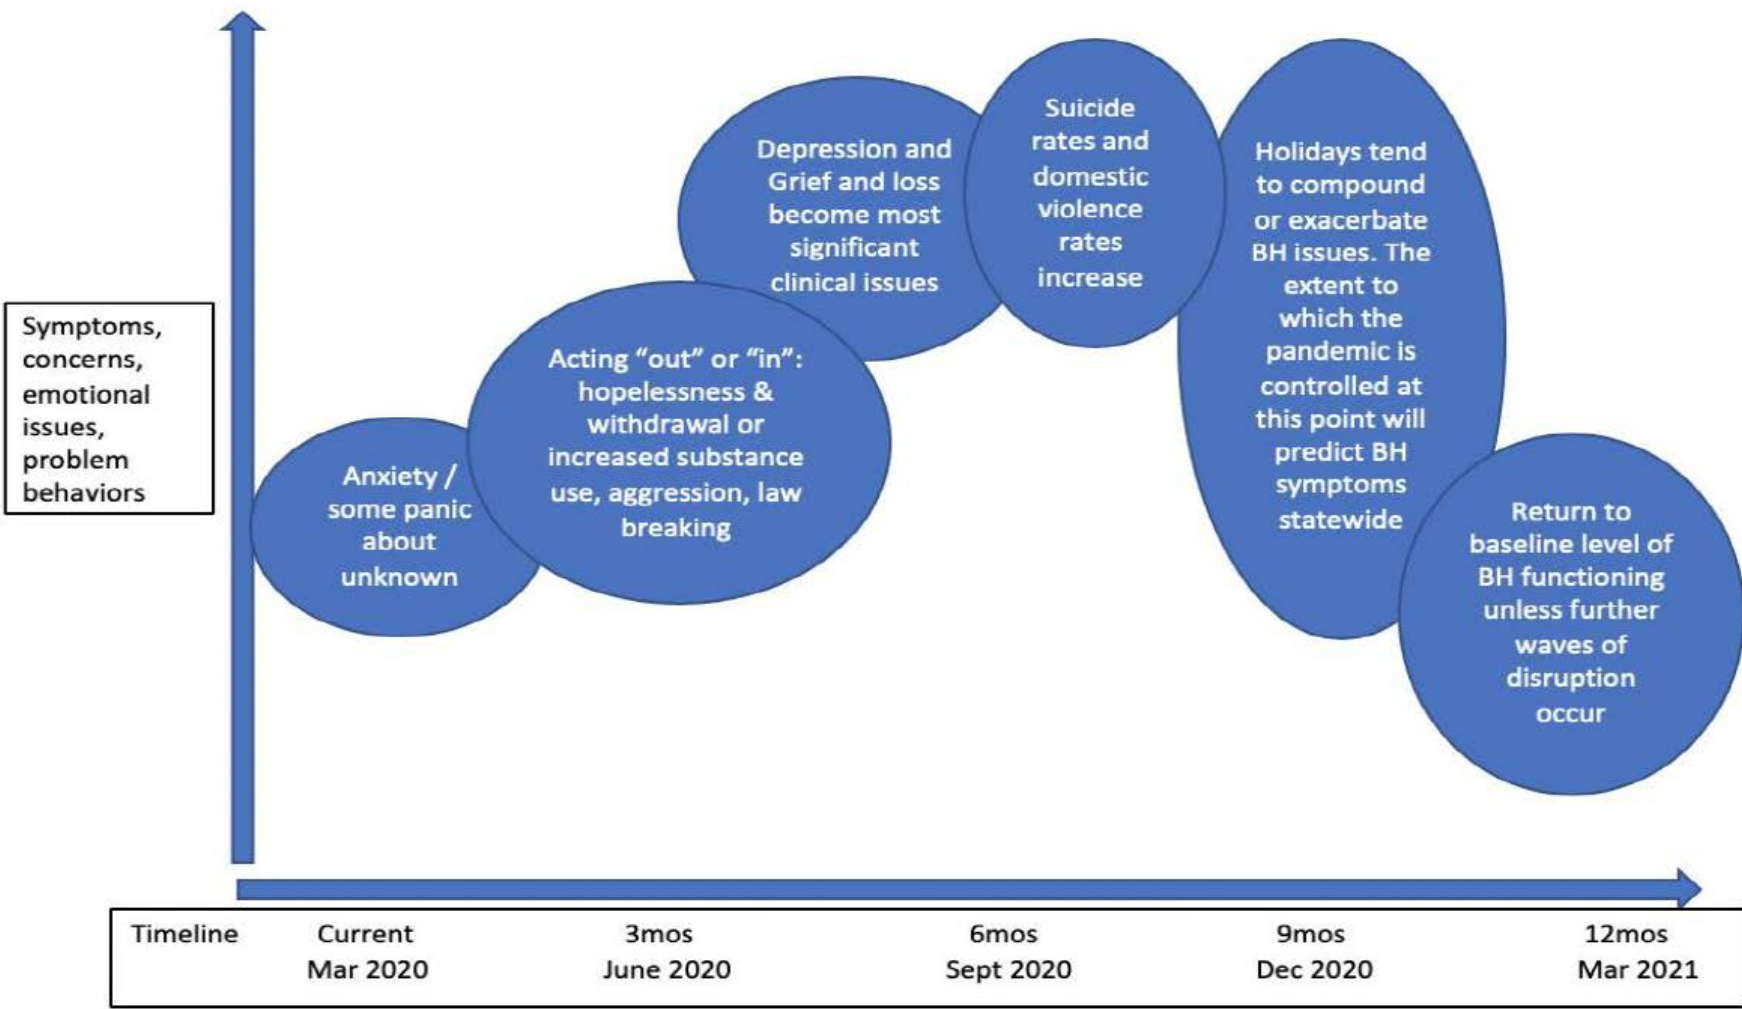 Symptoms,
concerns,
emotional
issues,
problem
behaviors
Anxiety /
some panic
about
unknown
Acting “out” or “in”:
hopelessness &
withdrawal or
increased substance
use, aggression, law
breaking
Depression and
Grief and loss
become most
significant
clinical issues
Suicide
rates and
domestic
violence
rates
increase
Holidays tend
to compound
or exacerbate
BH issues. The
extent to
which the
pandemic is
controlled at
this point will
predict BH
symptoms
statewide
Return to
baseline level of
BH functioning
unless further
waves of
disruption
occur
Timeline Current 3mos 6mos 9mos 12mos
Mar 2020 June 2020 Sept 2020 Dec 2020 Mar 2021